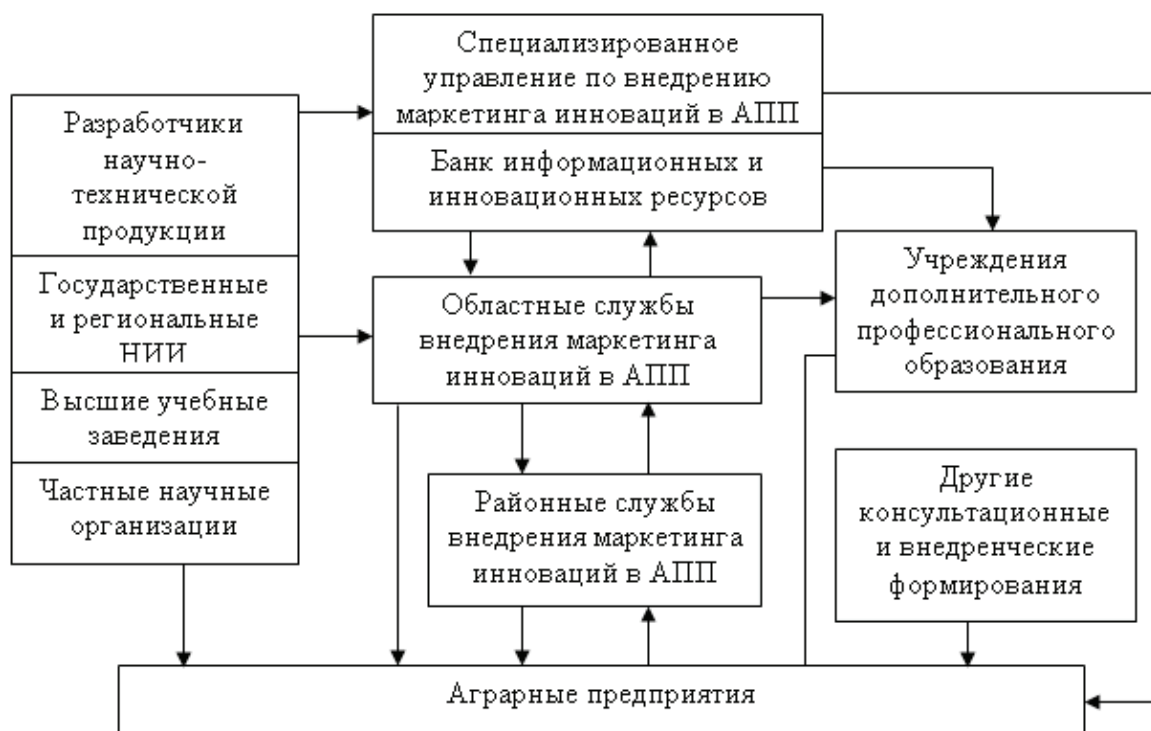 Специализированное
управление по внедрению
маркетинга инноваций в АПП
Банк информационных и
инновационных ресурсов
Разработчики
научно-
технической
продукции
Государственные
и региональные
НИИ
Высшие учебные
заведения
Частные научные
организации
Областные службы
внедрения маркетинга
инноваций в АПП
Учреждения
дополнительного
профессионального
образования
Районные службы
внедрения маркетинга
инноваций в АПП
Другие
консультационные
и внедренческие
формирования
Аграрные предприятия